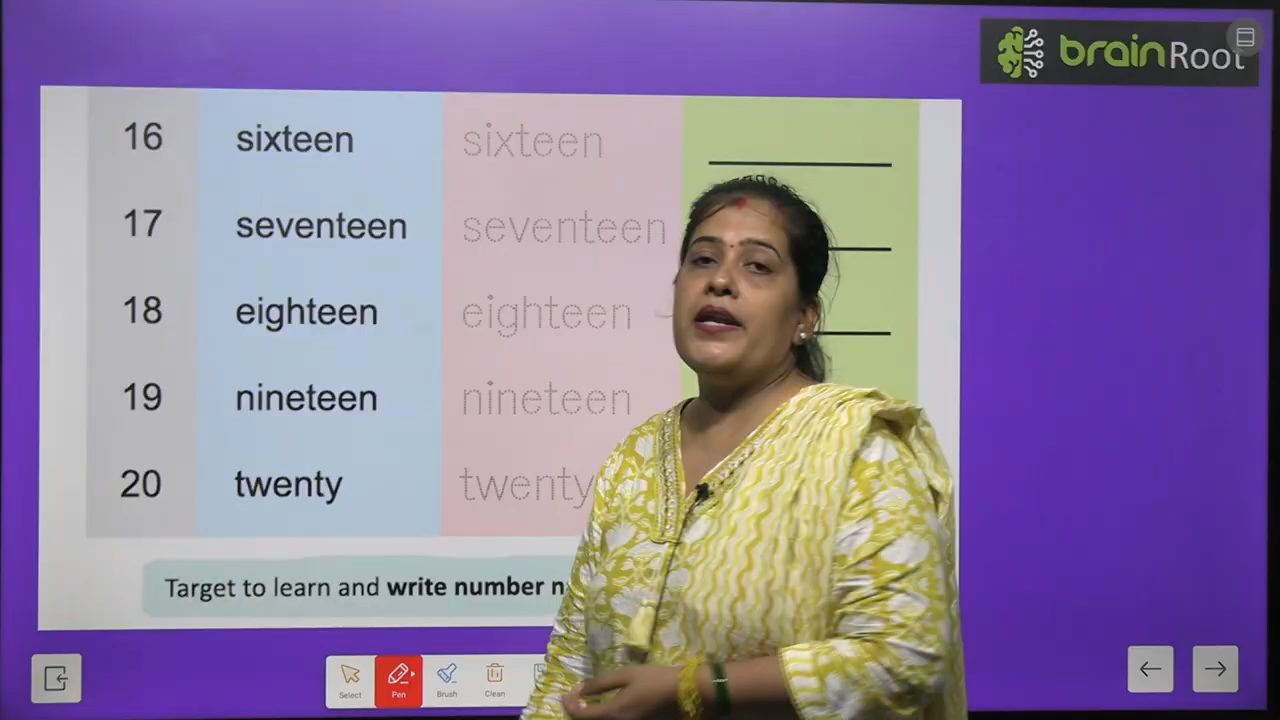 brainRoot
16 sixteen sixteen
17 seventeen seventeen
18 eighteen eighteen
19 nineteen nineteen
20 twenty twenty
Target to learn and write number
Select Pen Brush Clean